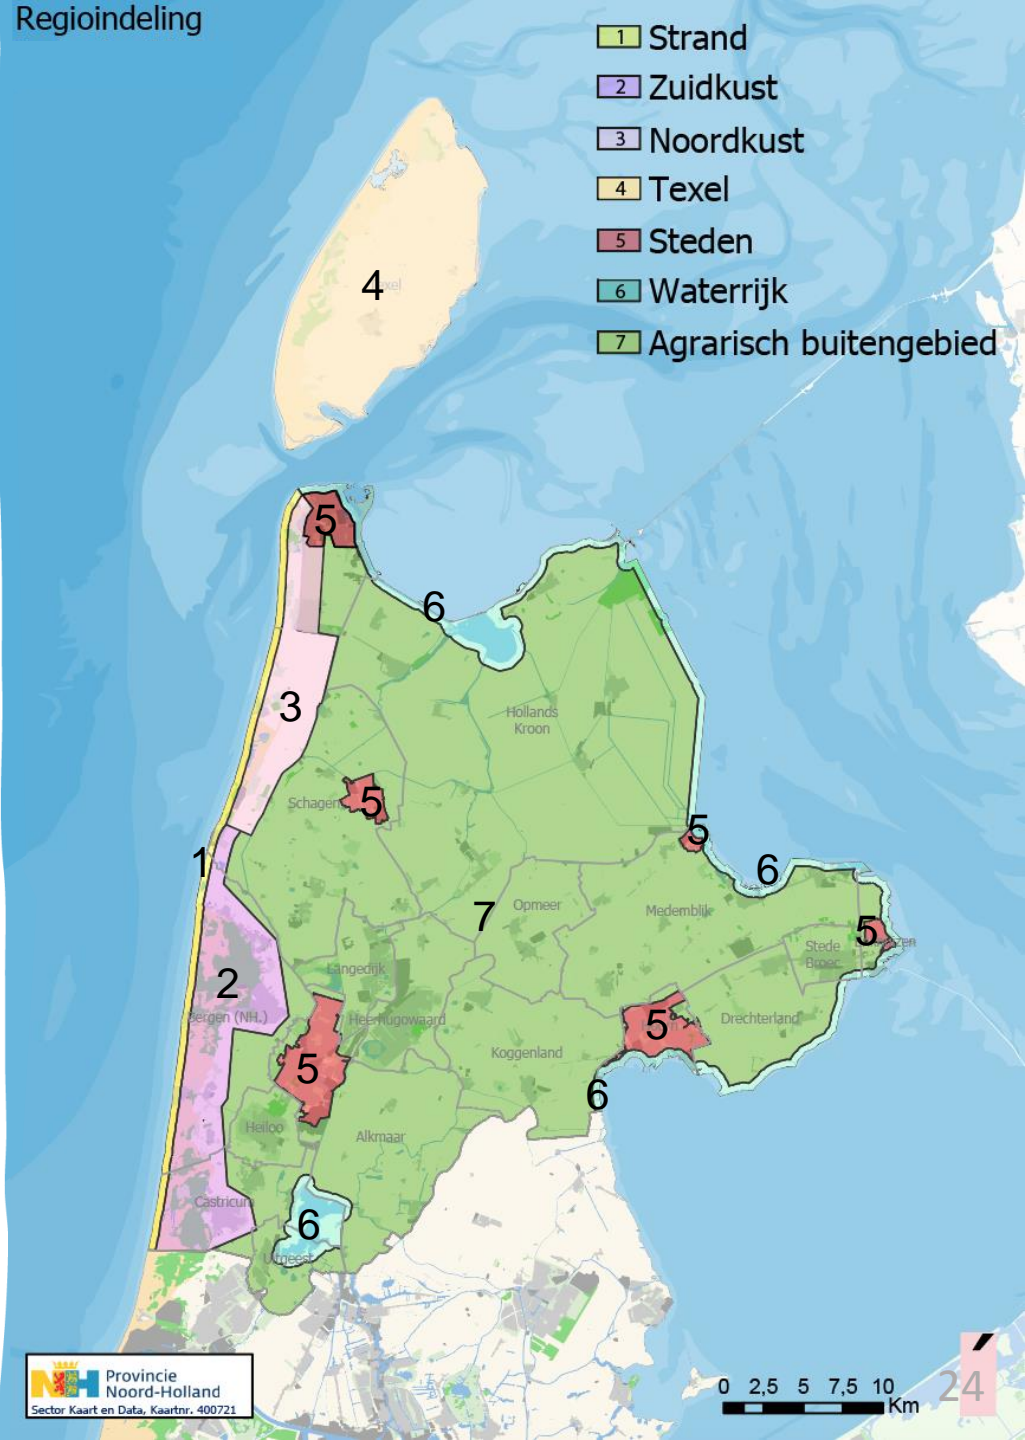 Regioindeling
1 Strand
2 Zuidkust
3 Noordkust
4 Texel
5 Steden
6 Waterrijk
7 Agrarisch buitengebied
4
5
6
3
Hollands
Kroon
Schagen
5
5
1
6
7
Opmeer
Medemblik
5
Stede
Broec
Langedijk
2
Bergen (NH.)
Heerhugowaard
5
Drechterland
5
Koggenland
6
Heiloo
Alkmaar
Castricum
6
Uitgeest
Provincie
Noord-Holland
Sector Kaart en Data, Kaartnr. 400721
0 2,5 5 7,5 10
Km
24